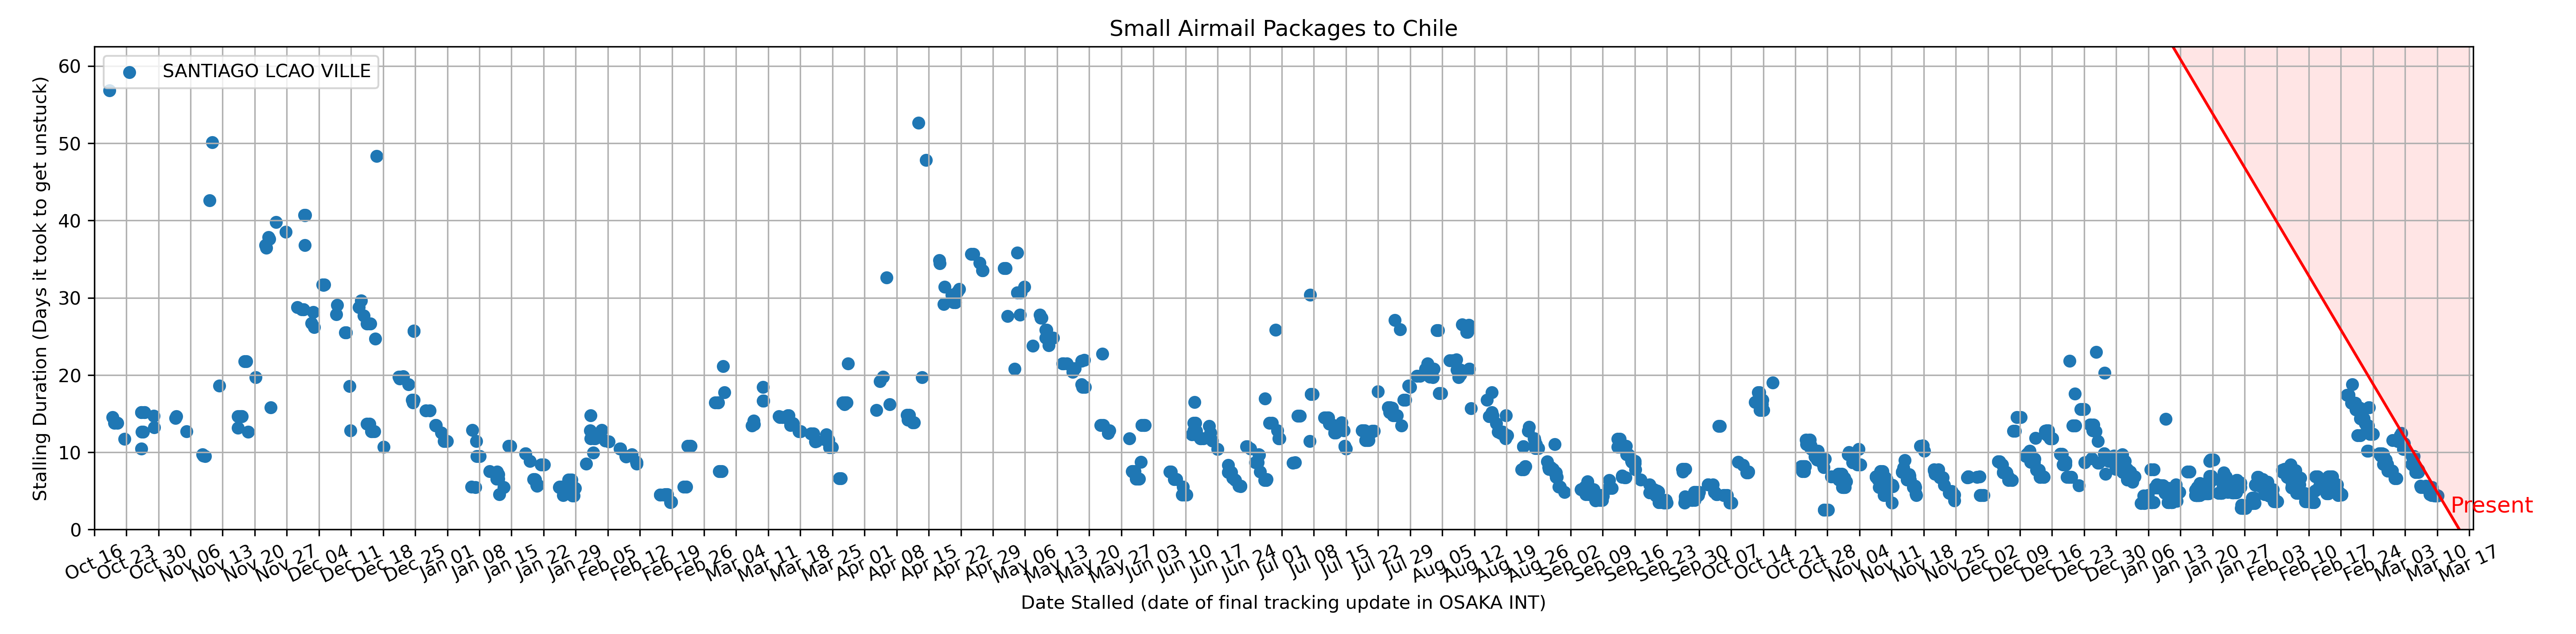 Small Airmail Packages to Chile
SANTIAGO LCAO VILLE
Stalling Duration (Days it took to get unstuck)
60
50
40
30
20
10
0
Present
Oct 16
Oct 23
Oct 30
Nov 06
Nov 13
Nov 20
Nov 27
Dec 04
Dec 11
Dec 18
Dec 25
Jan 01
Jan 08
Jan 15
Jan 22
Jan 29
Feb 05
Feb 12
Feb 19
Feb 26
Mar 04
Mar 11
Mar 18
Mar 25
Apr 01
Apr 08
Apr 15
Apr 22
Apr 29
May 06
May 13
May 20
May 27
Jun 03
Jun 10
Jun 17
Jun 24
Jul 01
Jul 08
Jul 15
Jul 22
Jul 29
Aug 05
Aug 12
Aug 19
Aug 26
Sep 02
Sep 09
Sep 16
Sep 23
Sep 30
Oct 07
Oct 14
Oct 21
Oct 28
Nov 04
Nov 11
Nov 18
Nov 25
Dec 02
Dec 09
Dec 16
Dec 23
Dec 30
Jan 06
Jan 13
Jan 20
Jan 27
Feb 03
Feb 10
Feb 17
Feb 24
Mar 03
Mar 10
Mar 17
Date Stalled (date of final tracking update in OSAKA INT)